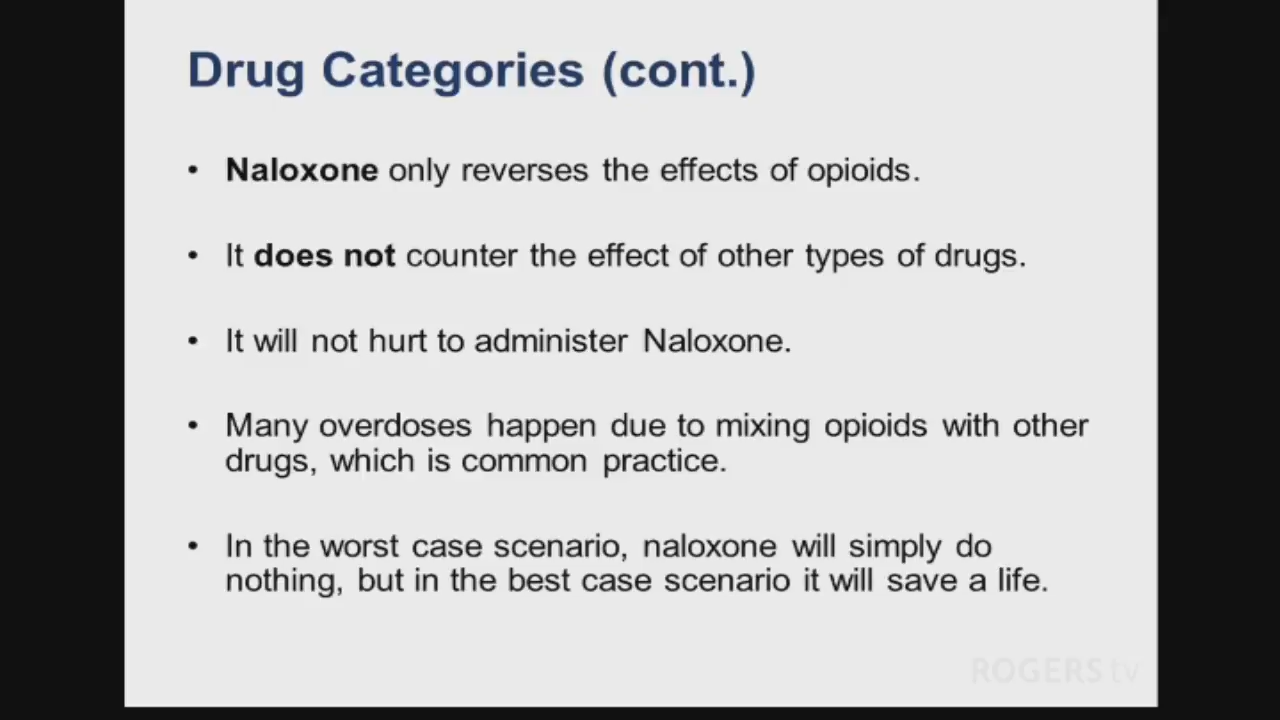 Drug Categories (cont.)
• Naloxone only reverses the effects of opioids.
• It does not counter the effect of other types of drugs.
• It will not hurt to administer Naloxone.
• Many overdoses happen due to mixing opioids with other
drugs, which is common practice.
• In the worst case scenario, naloxone will simply do
nothing, but in the best case scenario it will save a life.
ROGERS tv